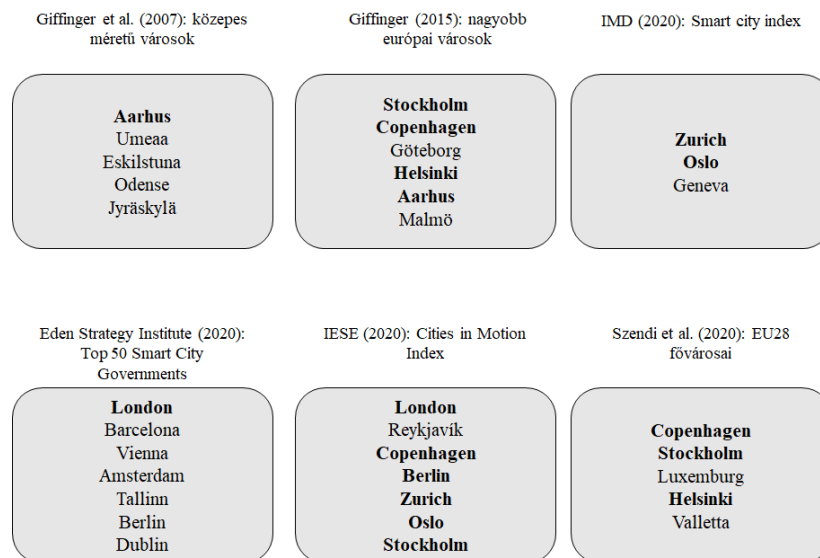 Giffinger et al. (2007): közepes
méretű városok
Aarhus
Umeaa
Eskilstuna
Odense
Jyräskylä
Giffinger (2015): nagyobb
európai városok
Stockholm
Copenhagen
Göteborg
Helsinki
Aarhus
Malmö
IMD (2020): Smart city index
Zurich
Oslo
Geneva
Eden Strategy Institute (2020):
Top 50 Smart City
Governments
London
Barcelona
Vienna
Amsterdam
Tallinn
Berlin
Dublin
IESE (2020): Cities in Motion
Index
London
Reykjavík
Copenhagen
Berlin
Zurich
Oslo
Stockholm
Szendi et al. (2020): EU28
fővárosai
Copenhagen
Stockholm
Luxemburg
Helsinki
Valletta